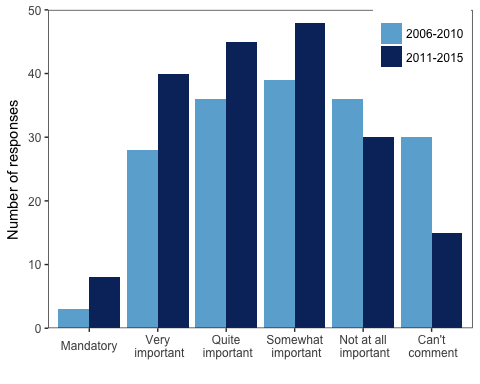 50
40
30
20
10
0
Number of responses
2006-2010
2011-2015
Mandatory
Very
important
Quite
important
Somewhat
important
Not at all
important
Can't
comment